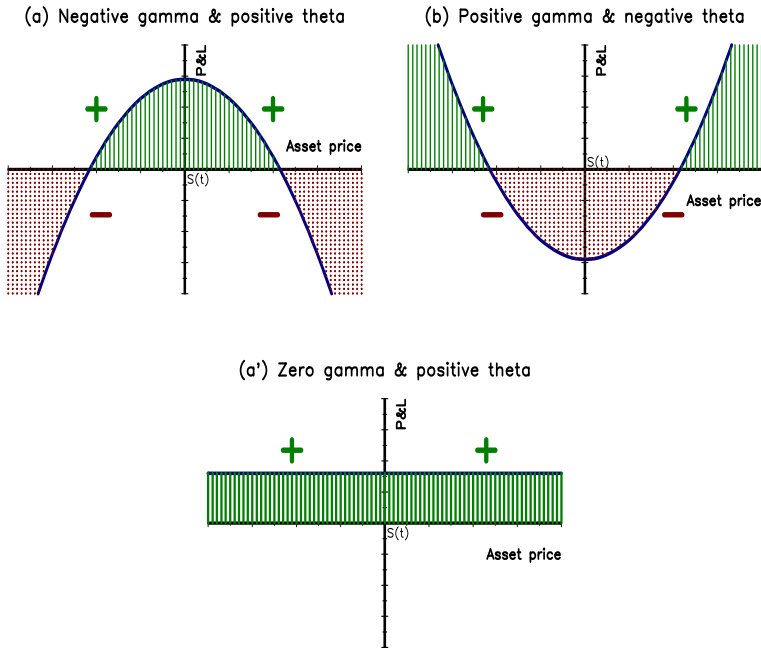 (a) Negative gamma & positive theta
(b) Positive gamma & negative theta
P&L
P&L
+
+
+
+
Asset price
S(t)
S(t)
Asset price
−
−
−
−
(a') Zero gamma & positive theta
P&L
+
+
S(t)
Asset price